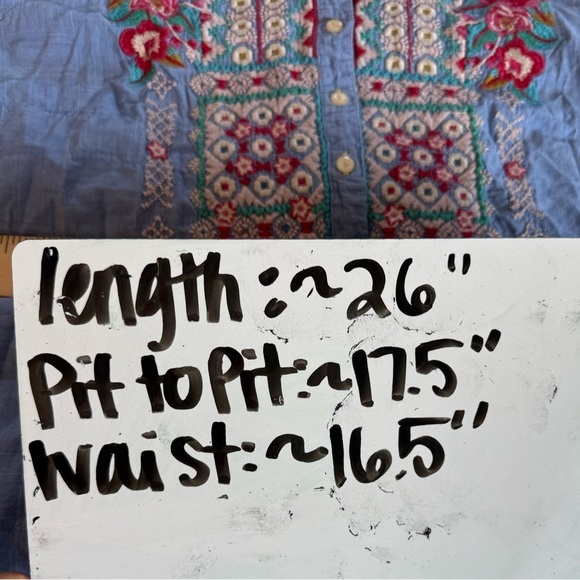 length: ~26"
Pit to Pit: ~17.5"
waist: ~16.5"